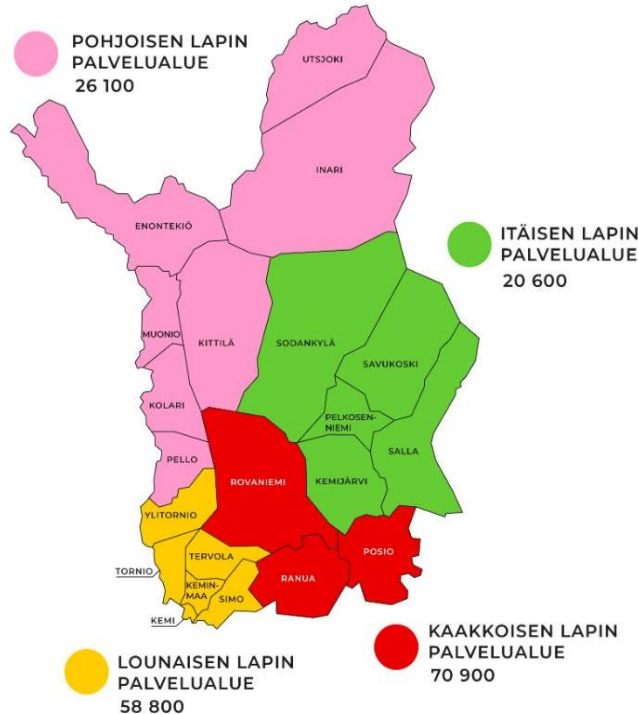 POHJOISEN LAPIN
PALVELUALUE
26 100
UTSJOKI
INARI
ENONTEKIÖ
ITÄISEN LAPIN
PALVELUALUE
20 600
MUONIO
KITTILÄ
SODANKYLÄ
SAVUKOSKI
KOLARI
PELKOSEN-
NIEMI
SALLA
PELLO
ROVANIEMI
KEMIJÄRVI
YLITORNIO
TERVOLA
POSIO
TORNIO
RANUA
KEMIN-
MAA
SIMO
KEMI
LOUNAISEN LAPIN
PALVELUALUE
58 800
KAAKKOISEN LAPIN
PALVELUALUE
70 900